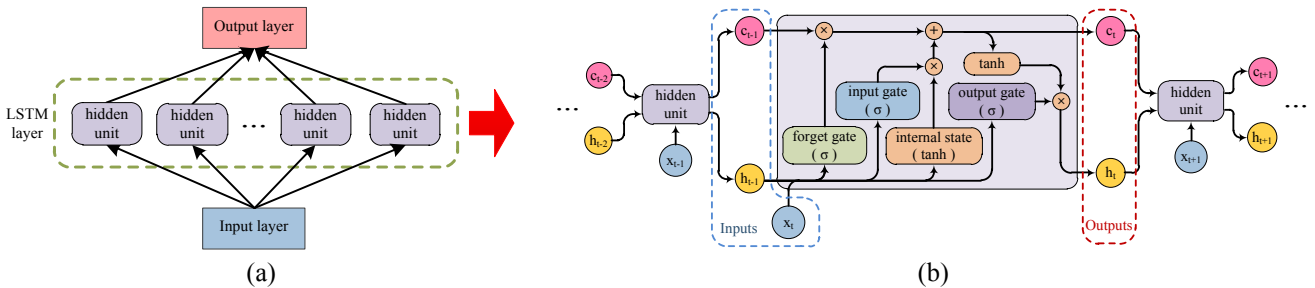 Output layer
LSTM layer
hidden unit
hidden unit
...
hidden unit
hidden unit
Input layer
(a)
...
c_{t-2}
h_{t-2}
hidden unit
x_{t-1}
c_{t-1}
h_{t-1}
x_t
Inputs
×
+
×
tanh
×
input gate
( σ )
output gate
( σ )
forget gate
( σ )
internal state
( tanh )
c_t
h_t
Outputs
hidden unit
x_{t+1}
c_{t+1}
h_{t+1}
...
(b)